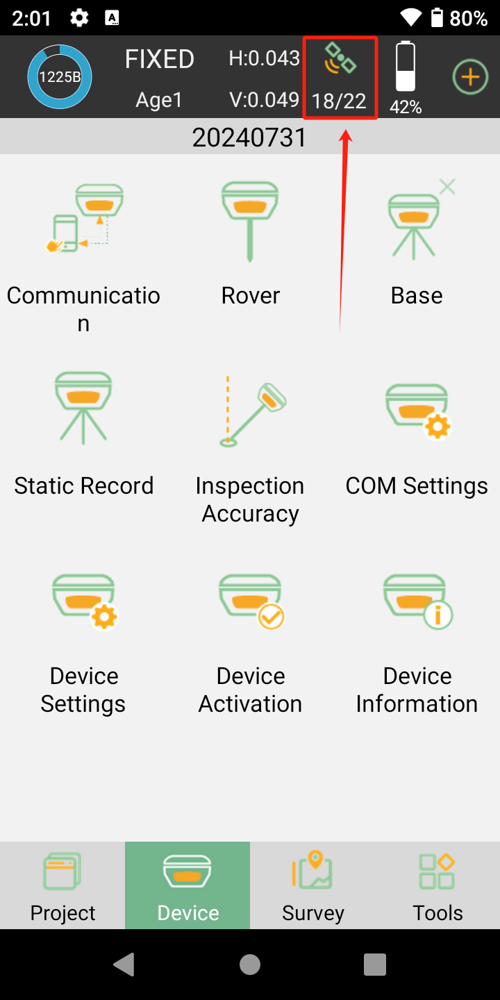 2:01 A 80%
1225B FIXED H:0.043
Age1 V:0.049 18/22 42%
20240731
Communicatio
n
Rover
Base
Static Record
Inspection
Accuracy
COM Settings
Device
Settings
Device
Activation
Device
Information
Project
Device
Survey
Tools